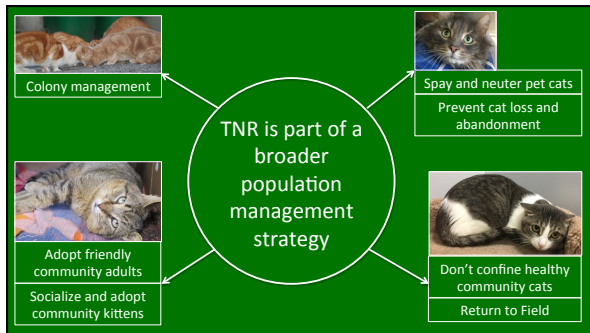 Colony management
Spay and neuter pet cats
Prevent cat loss and
abandonment
TNR is part of a
broader
population
management
strategy
Adopt friendly
community adults
Socialize and adopt
community kittens
Don't confine healthy
community cats
Return to Field